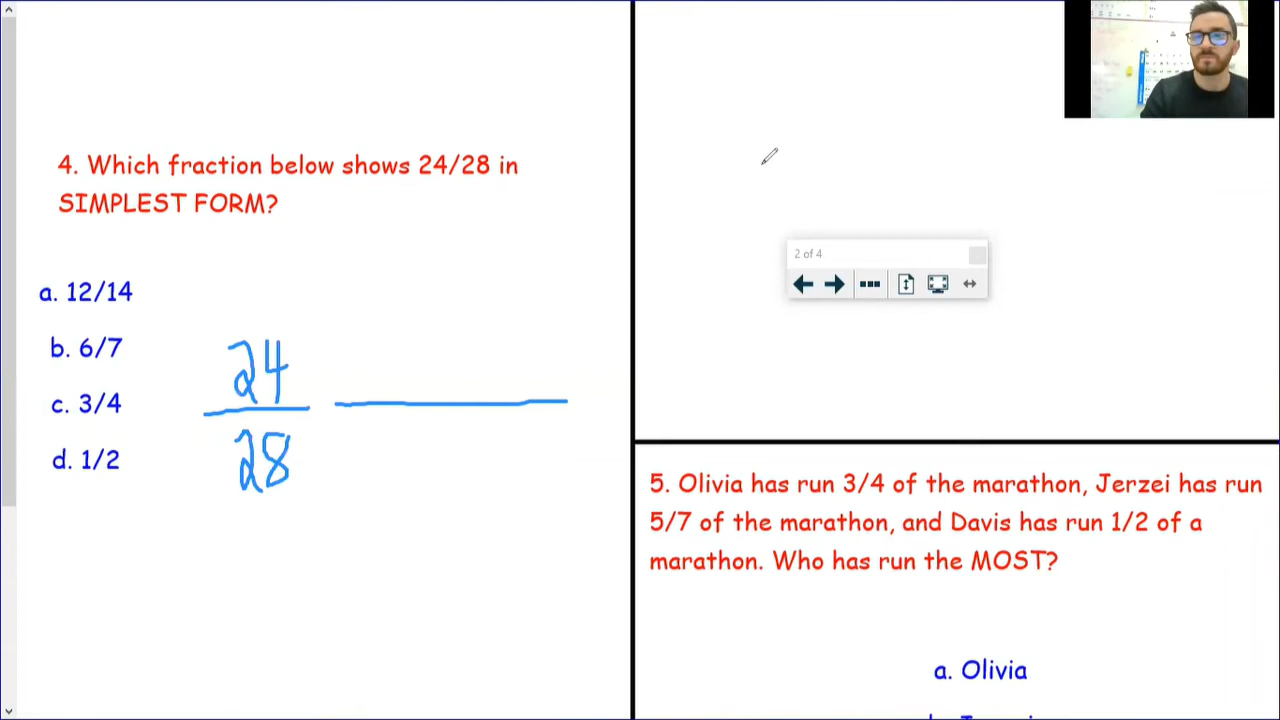 4. Which fraction below shows 24/28 in
SIMPLEST FORM?
a. 12/14
b. 6/7
c. 3/4
d. 1/2
24
28
2 of 4
5. Olivia has run 3/4 of the marathon, Jerzei has run
5/7 of the marathon, and Davis has run 1/2 of a
marathon. Who has run the MOST?
a. Olivia